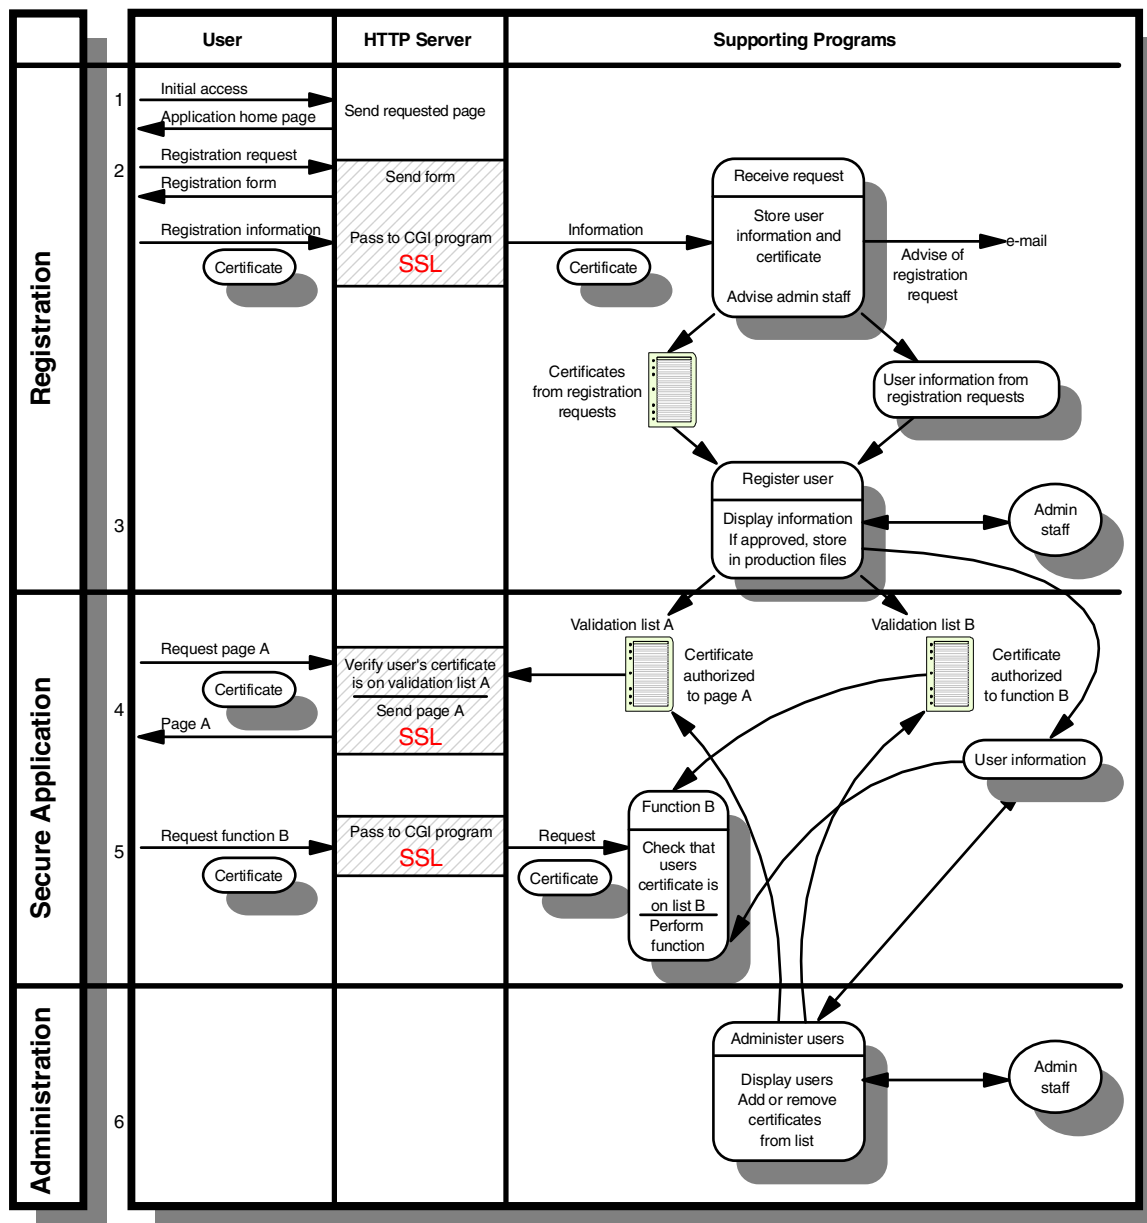 User
HTTP Server
Supporting Programs
Registration
1
Initial access
Application home page
Send requested page
2
Registration request
Registration form
Send form
Registration information
Certificate
Pass to CGI program
SSL
Information
Certificate
Receive request
Store user
information and
certificate
Advise admin staff
e-mail
Advise of
registration
request
Certificates
from registration
requests
User information from
registration requests
3
Register user
Display information
If approved, store
in production files
Admin
staff
Secure Application
Validation list A
Certificate
authorized
to page A
Validation list B
Certificate
authorized
to function B
4
Request page A
Certificate
Page A
Verify user's certificate
is on validation list A
Send page A
SSL
User information
5
Request function B
Certificate
Pass to CGI program
SSL
Request
Certificate
Function B
Check that
users
certificate is
on list B
Perform
function
Administration
6
Administer users
Display users
Add or remove
certificates
from list
Admin
staff